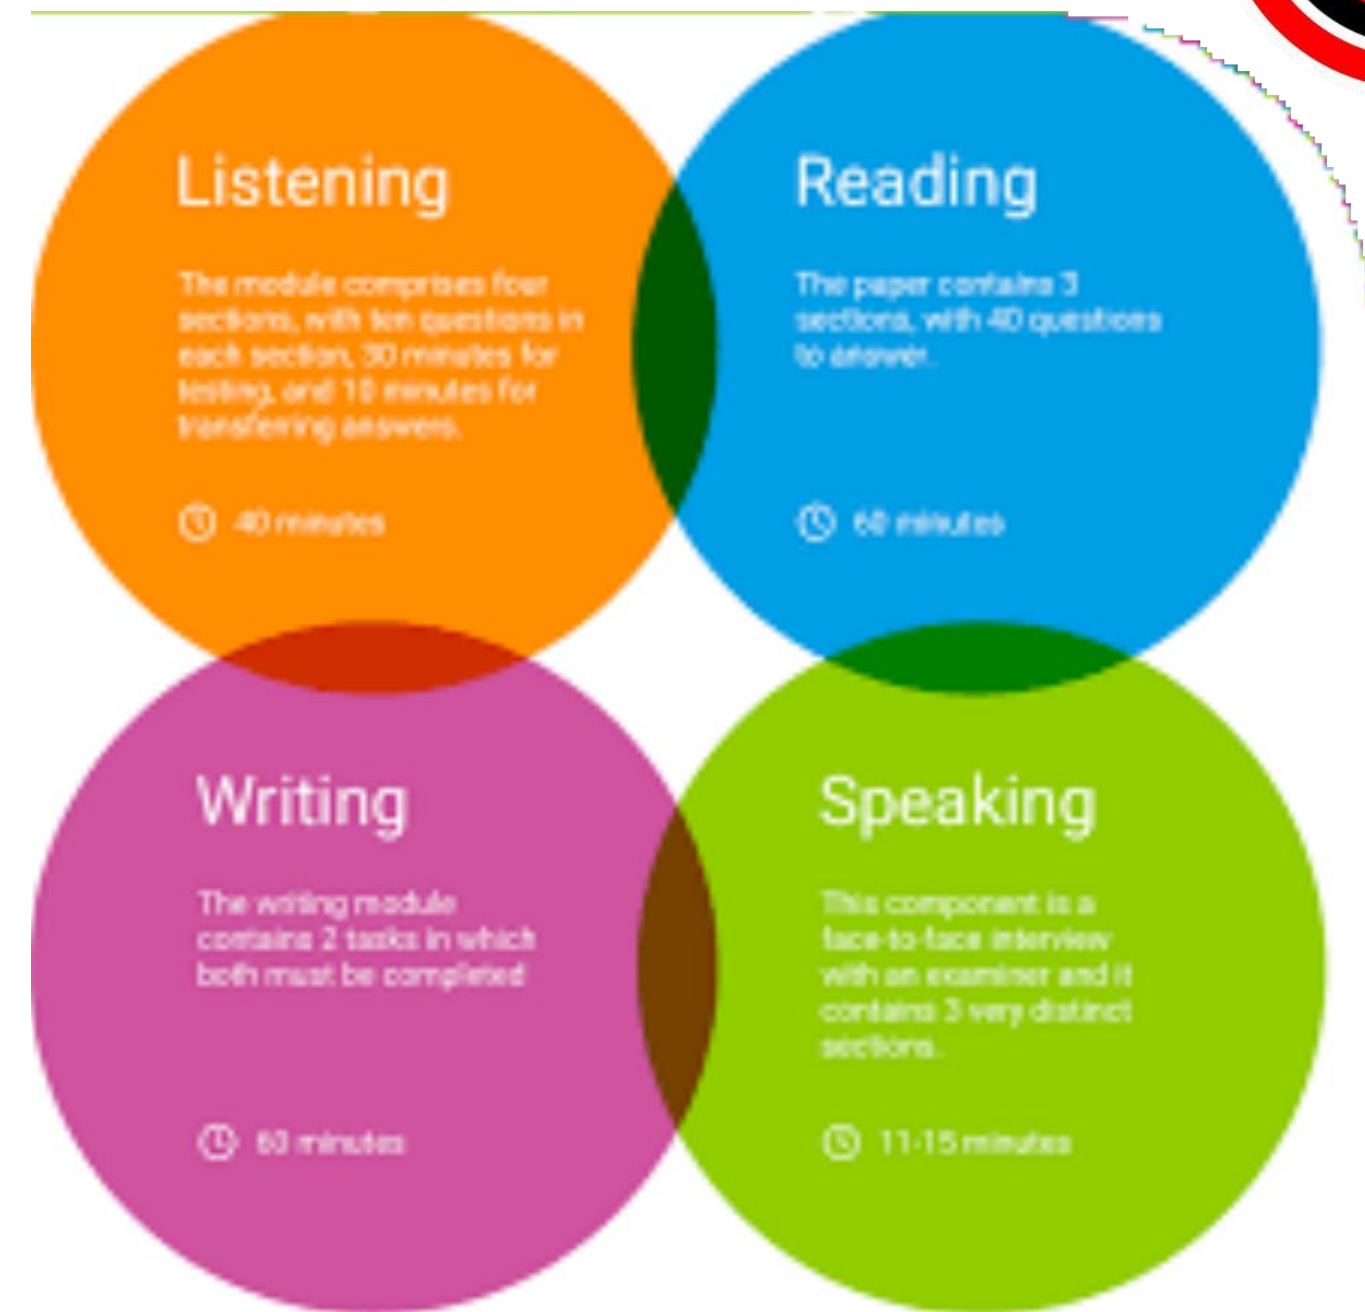 Listening
The module comprises four
sections, with ten questions in
each section, 30 minutes for
testing, and 10 minutes for
transferring answers.
40 minutes
Reading
The paper contains 3
sections, with 40 questions
to answer.
60 minutes
Writing
The writing module
contains 2 tasks in which
both must be completed
60 minutes
Speaking
This component is a
face-to-face interview
with an examiner and it
contains 3 very distinct
sections.
11-15 minutes